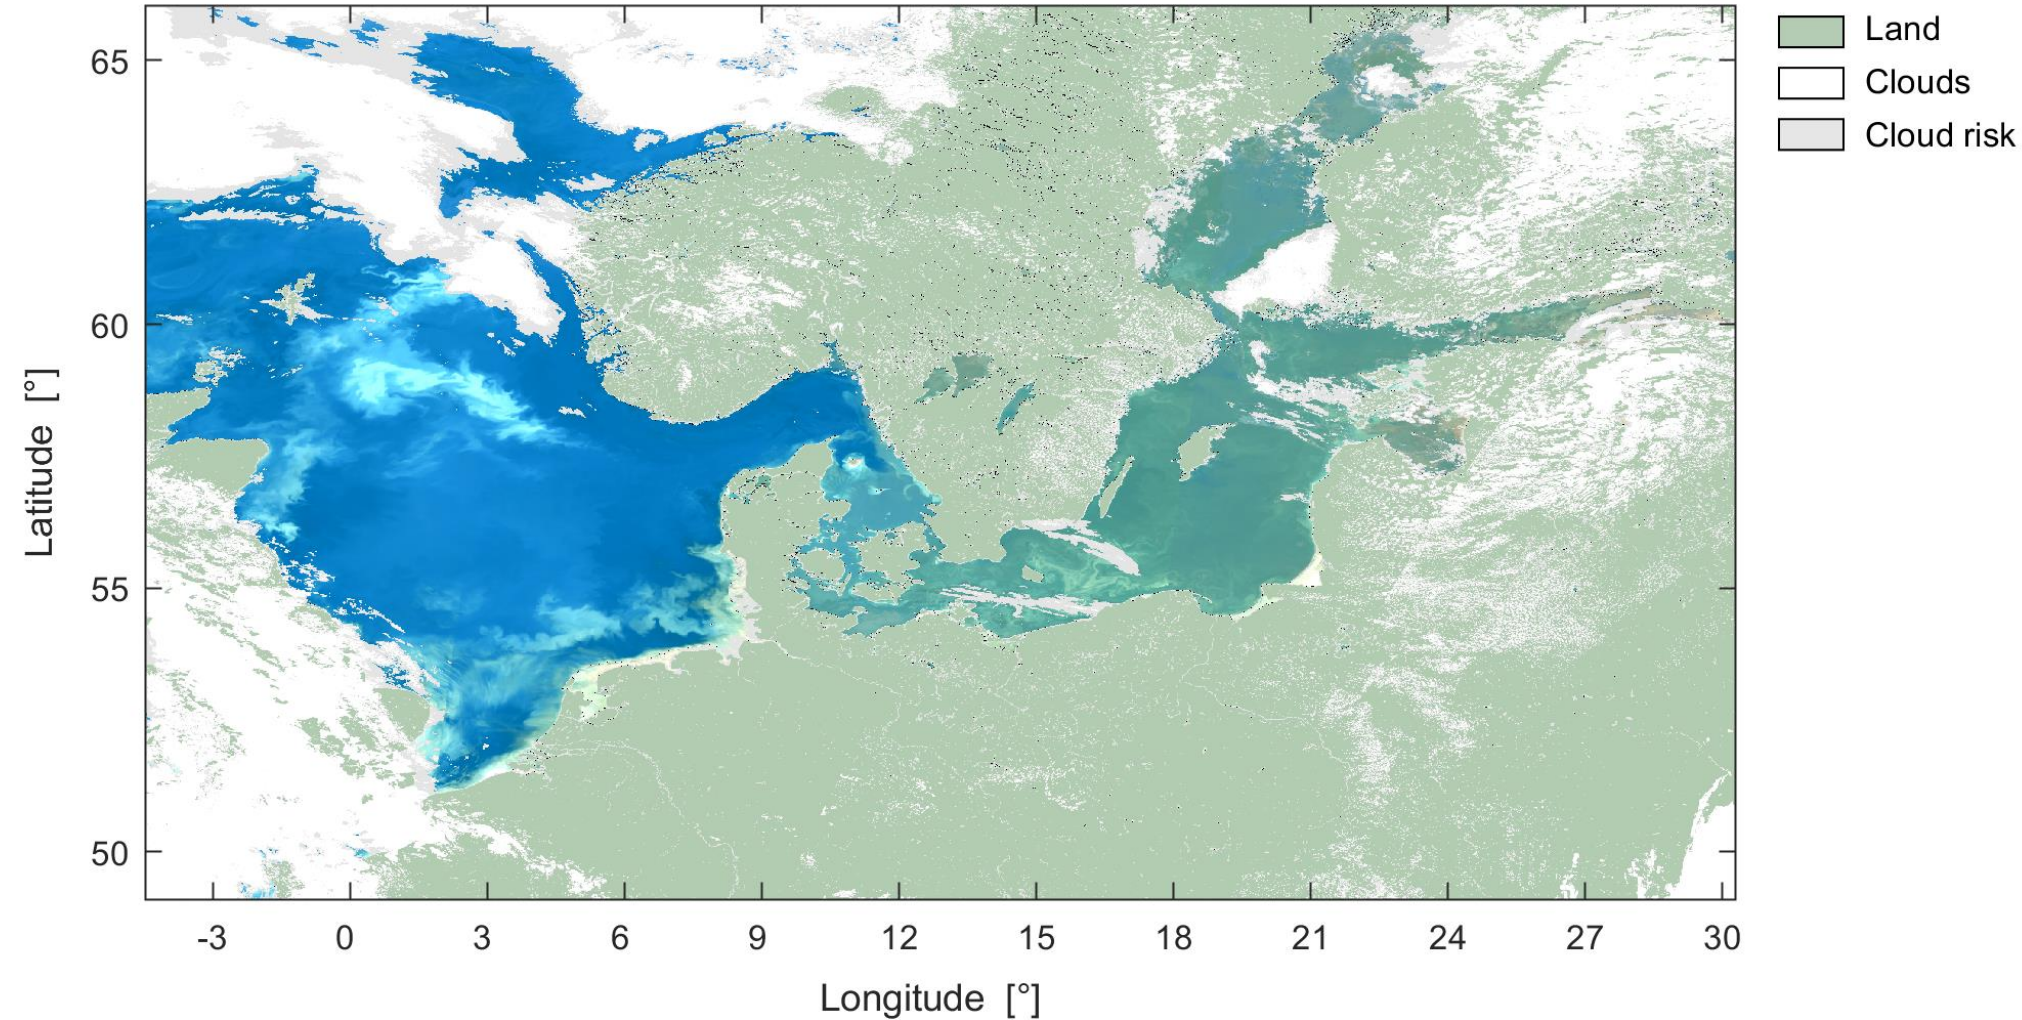 65
60
55
50
Latitude [°]
-3 0 3 6 9 12 15 18 21 24 27 30
Longitude [°]
Land
Clouds
Cloud risk